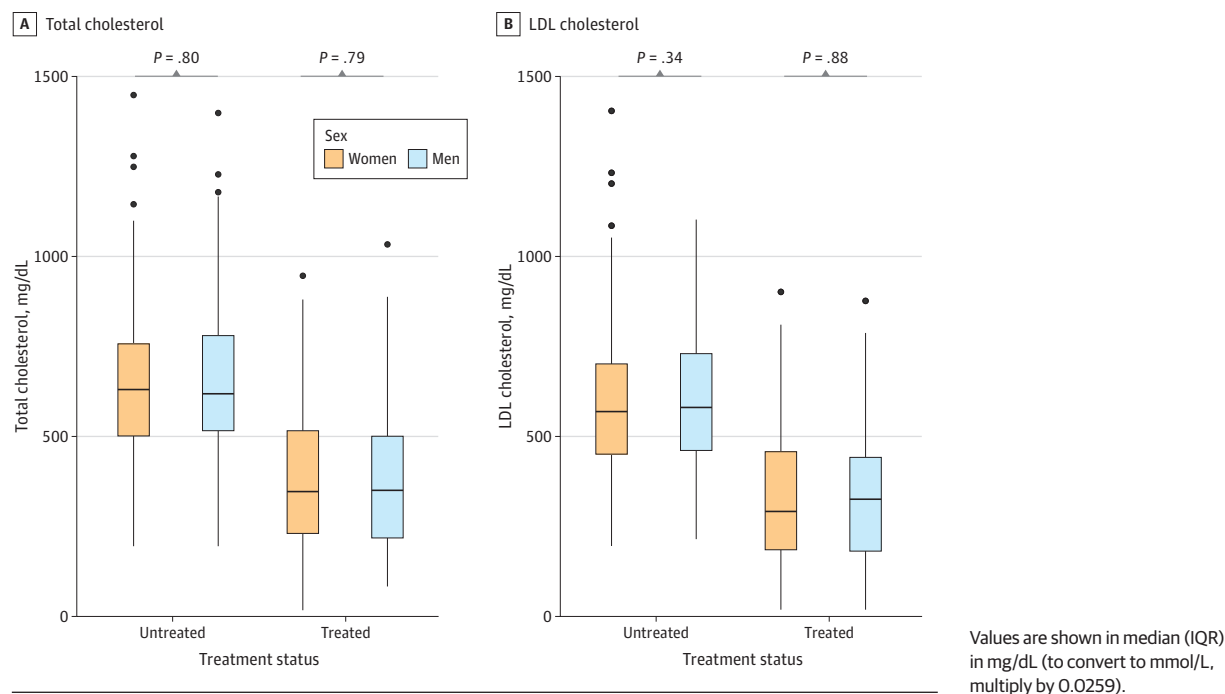 A Total cholesterol
P = .80
P = .79
1500
1000
500
0
Total cholesterol, mg/dL
Sex
Women
Men
Untreated
Treated
Treatment status
B LDL cholesterol
P = .34
P = .88
1500
1000
500
0
LDL cholesterol, mg/dL
Untreated
Treated
Treatment status
Values are shown in median (IQR)
in mg/dL (to convert to mmol/L,
multiply by 0.0259).